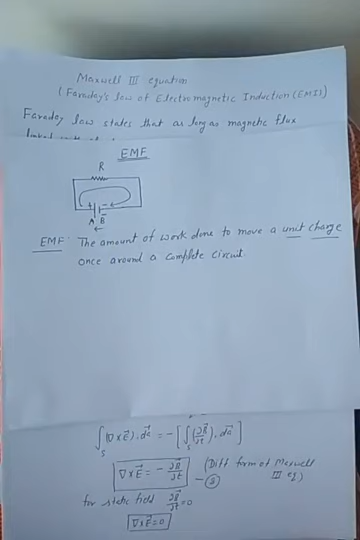 Maxwell III equation
(Faraday's law of Electromagnetic Induction (EMI))
Faraday law states that as long as magnetic flux
EMF
R
+ -
A B
EMF: The amount of work done to move a unit charge
once around a complete circuit
∫s (∇×E⃗).da⃗ = -[∫s (∂B⃗/∂t).da⃗]
∇×E⃗ = -∂B⃗/∂t (Diff form of Maxwell
III eq)
for static field ∂B⃗/∂t=0
∇×E⃗=0